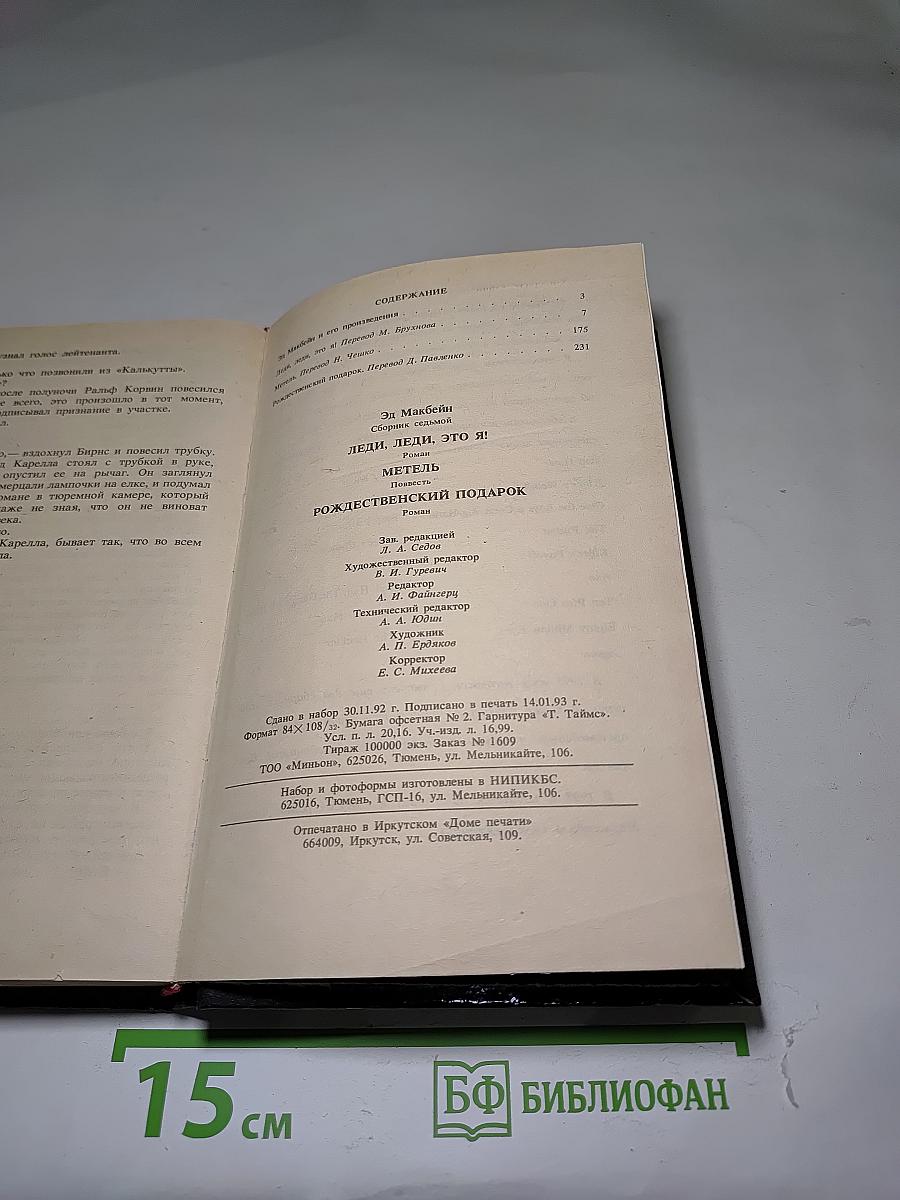 узнал голос лейтенанта.
ко что позвонили из «Калькутты».
?
после полуночи Ральф Корвин повесился
е всего, это произошло в тот момент,
одписывал признание в участке.
л.
о,— вздохнул Бирнс и повесил трубку.
д Карелла стоял с трубкой в руке,
опустил ее на рычаг. Он заглянул
мерцали лампочки на елке, и подумал
рмане в тюремной камере, который
аже не зная, что он не виноват
века.
о.
Карелла, бывает так, что во всем
ла.
СОДЕРЖАНИЕ
Эд Макбейн и его произведения . . . . . . . . . . . . 3
Леди, леди, это я! Перевод М. Брухнова . . . . . . . . . 7
Метель. Перевод Н. Чешко . . . . . . . . . . . . . . 175
Рождественский подарок. Перевод Д. Павленко . . . . . . . 231
Эд Макбейн
Сборник седьмой
ЛЕДИ, ЛЕДИ, ЭТО Я!
Роман
МЕТЕЛЬ
Повесть
РОЖДЕСТВЕНСКИЙ ПОДАРОК
Роман
Зав. редакцией
Л. А. Седов
Художественный редактор
В. И. Гуревич
Редактор
А. И. Файнгерц
Технический редактор
А. А. Юдин
Художник
А. П. Ердяков
Корректор
Е. С. Михеева
Сдано в набор 30.11.92 г. Подписано в печать 14.01.93 г.
Формат 84×108/32. Бумага офсетная № 2. Гарнитура «Т. Таймс».
Усл. п. л. 20,16. Уч.-изд. л. 16,99.
Тираж 100000 экз. Заказ № 1609
ТОО «Миньон», 625026, Тюмень, ул. Мельникайте, 106.
Набор и фотоформы изготовлены в НИПИКБС.
625016, Тюмень, ГСП-16, ул. Мельникайте, 106.
Отпечатано в Иркутском «Доме печати»
664009, Иркутск, ул. Советская, 109.
15 см
БФ БИБЛИОФАН